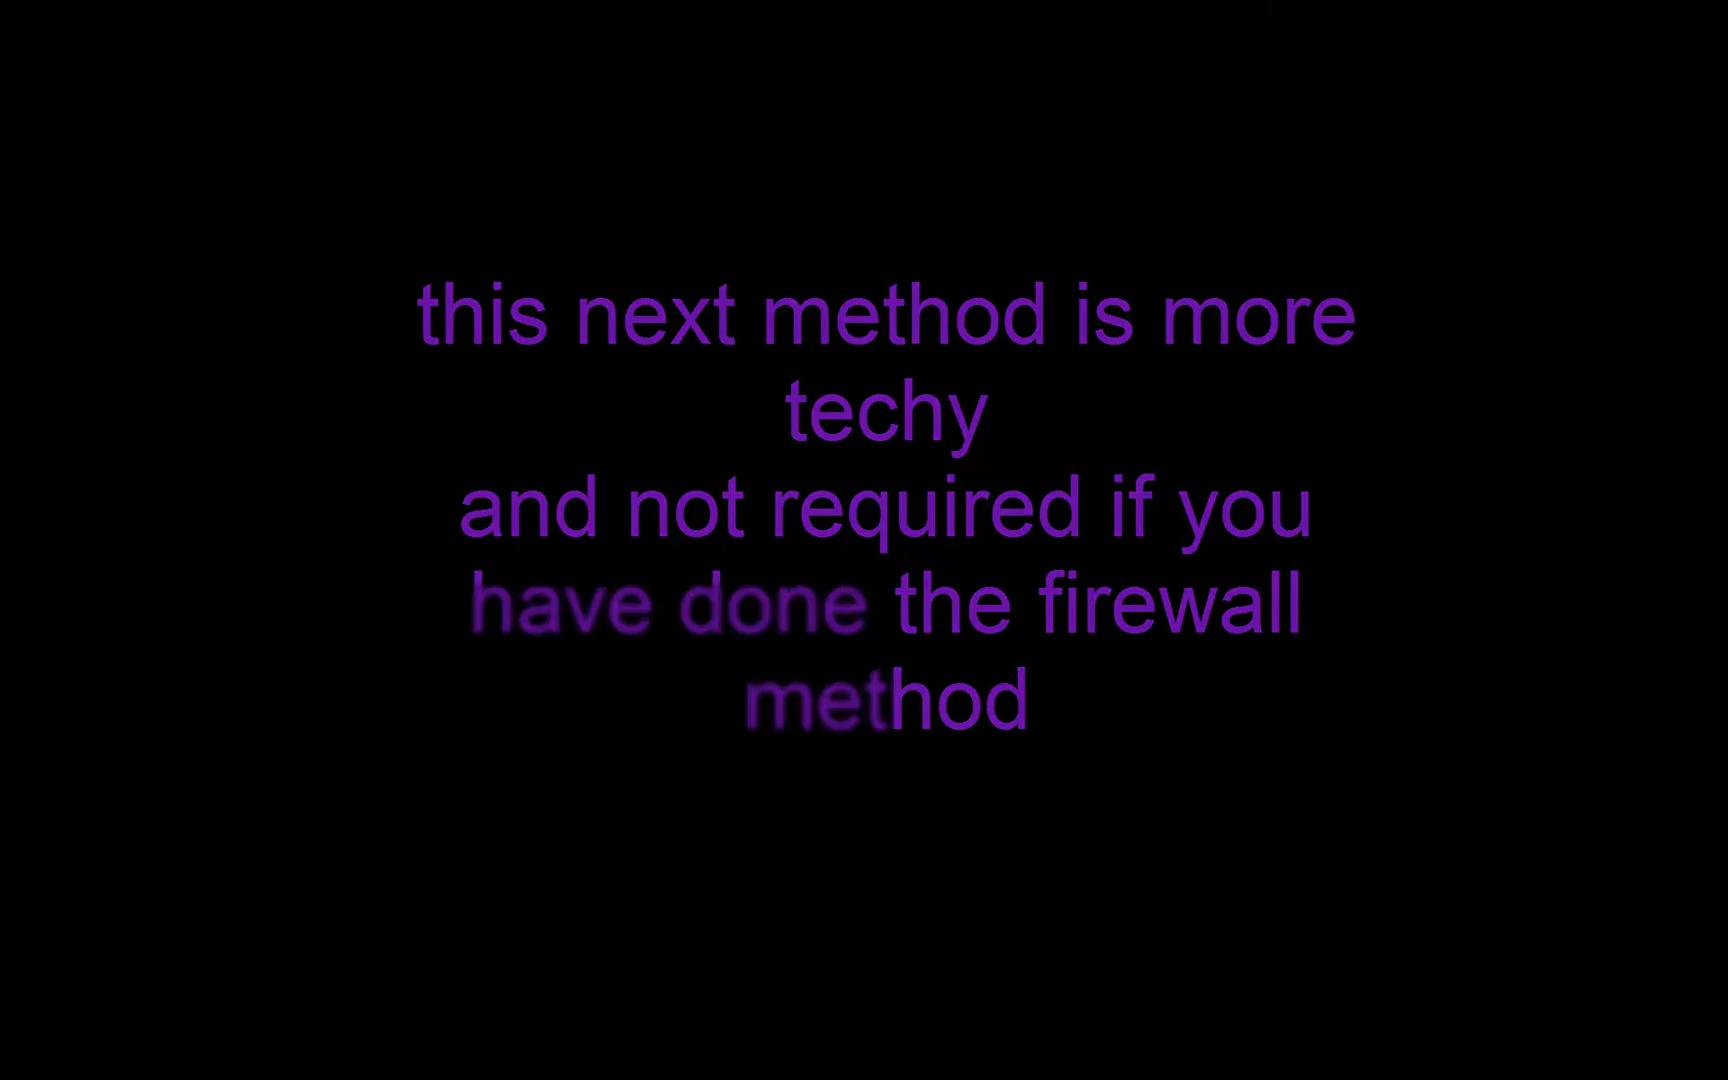 this next method is more
techy
and not required if you
have done the firewall
method